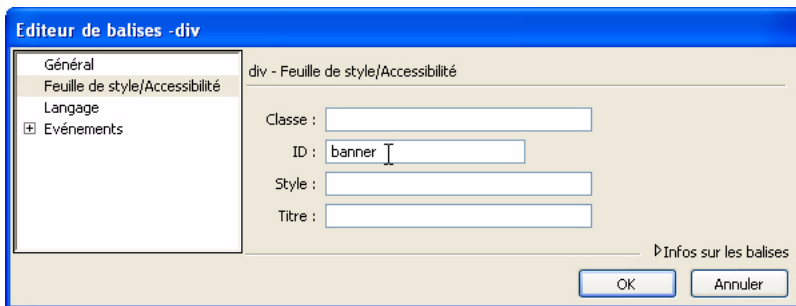 Editeur de balises -div
Général
Feuille de style/Accessibilité
Langage
Evénements
div - Feuille de style/Accessibilité
Classe :
ID : banner
Style :
Titre :
Infos sur les balises
OK Annuler